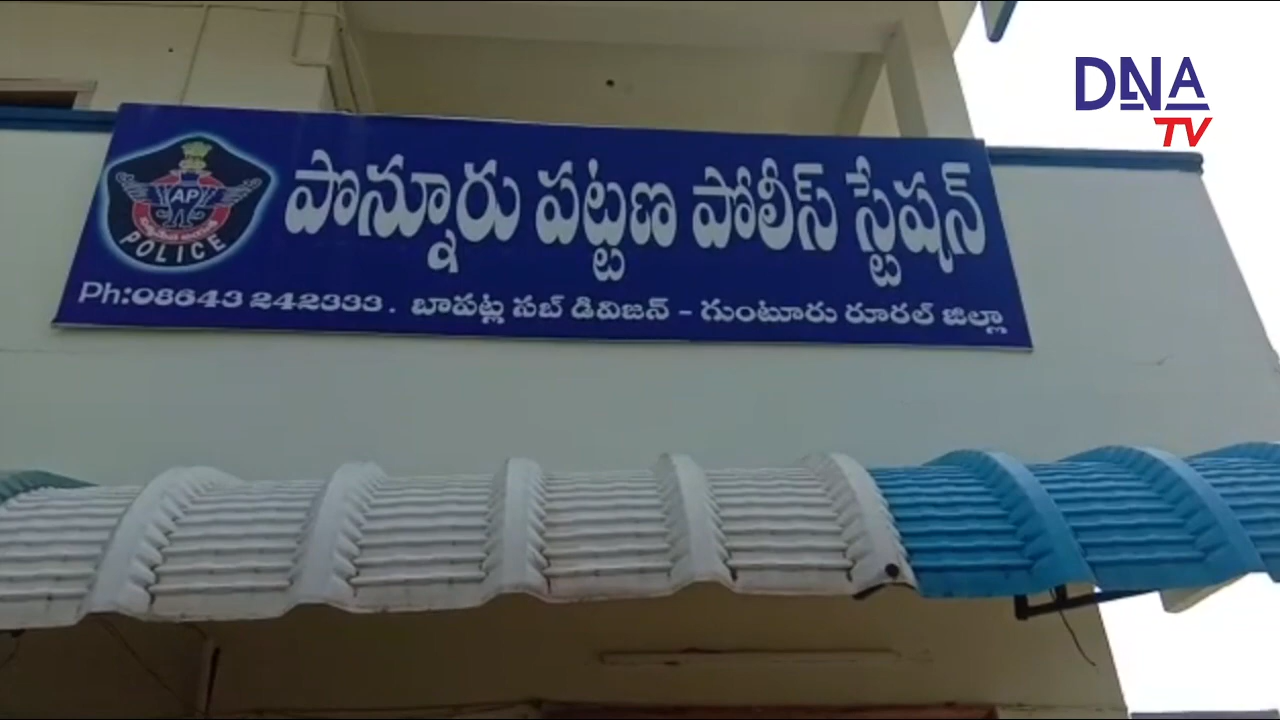 DNA
TV
పొన్నూరు పట్టణ పోలీస్ స్టేషన్
AP
POLICE
Ph:08643 242333. బాపట్ల సబ్ డివిజన్ - గుంటూరు రూరల్ జిల్లా